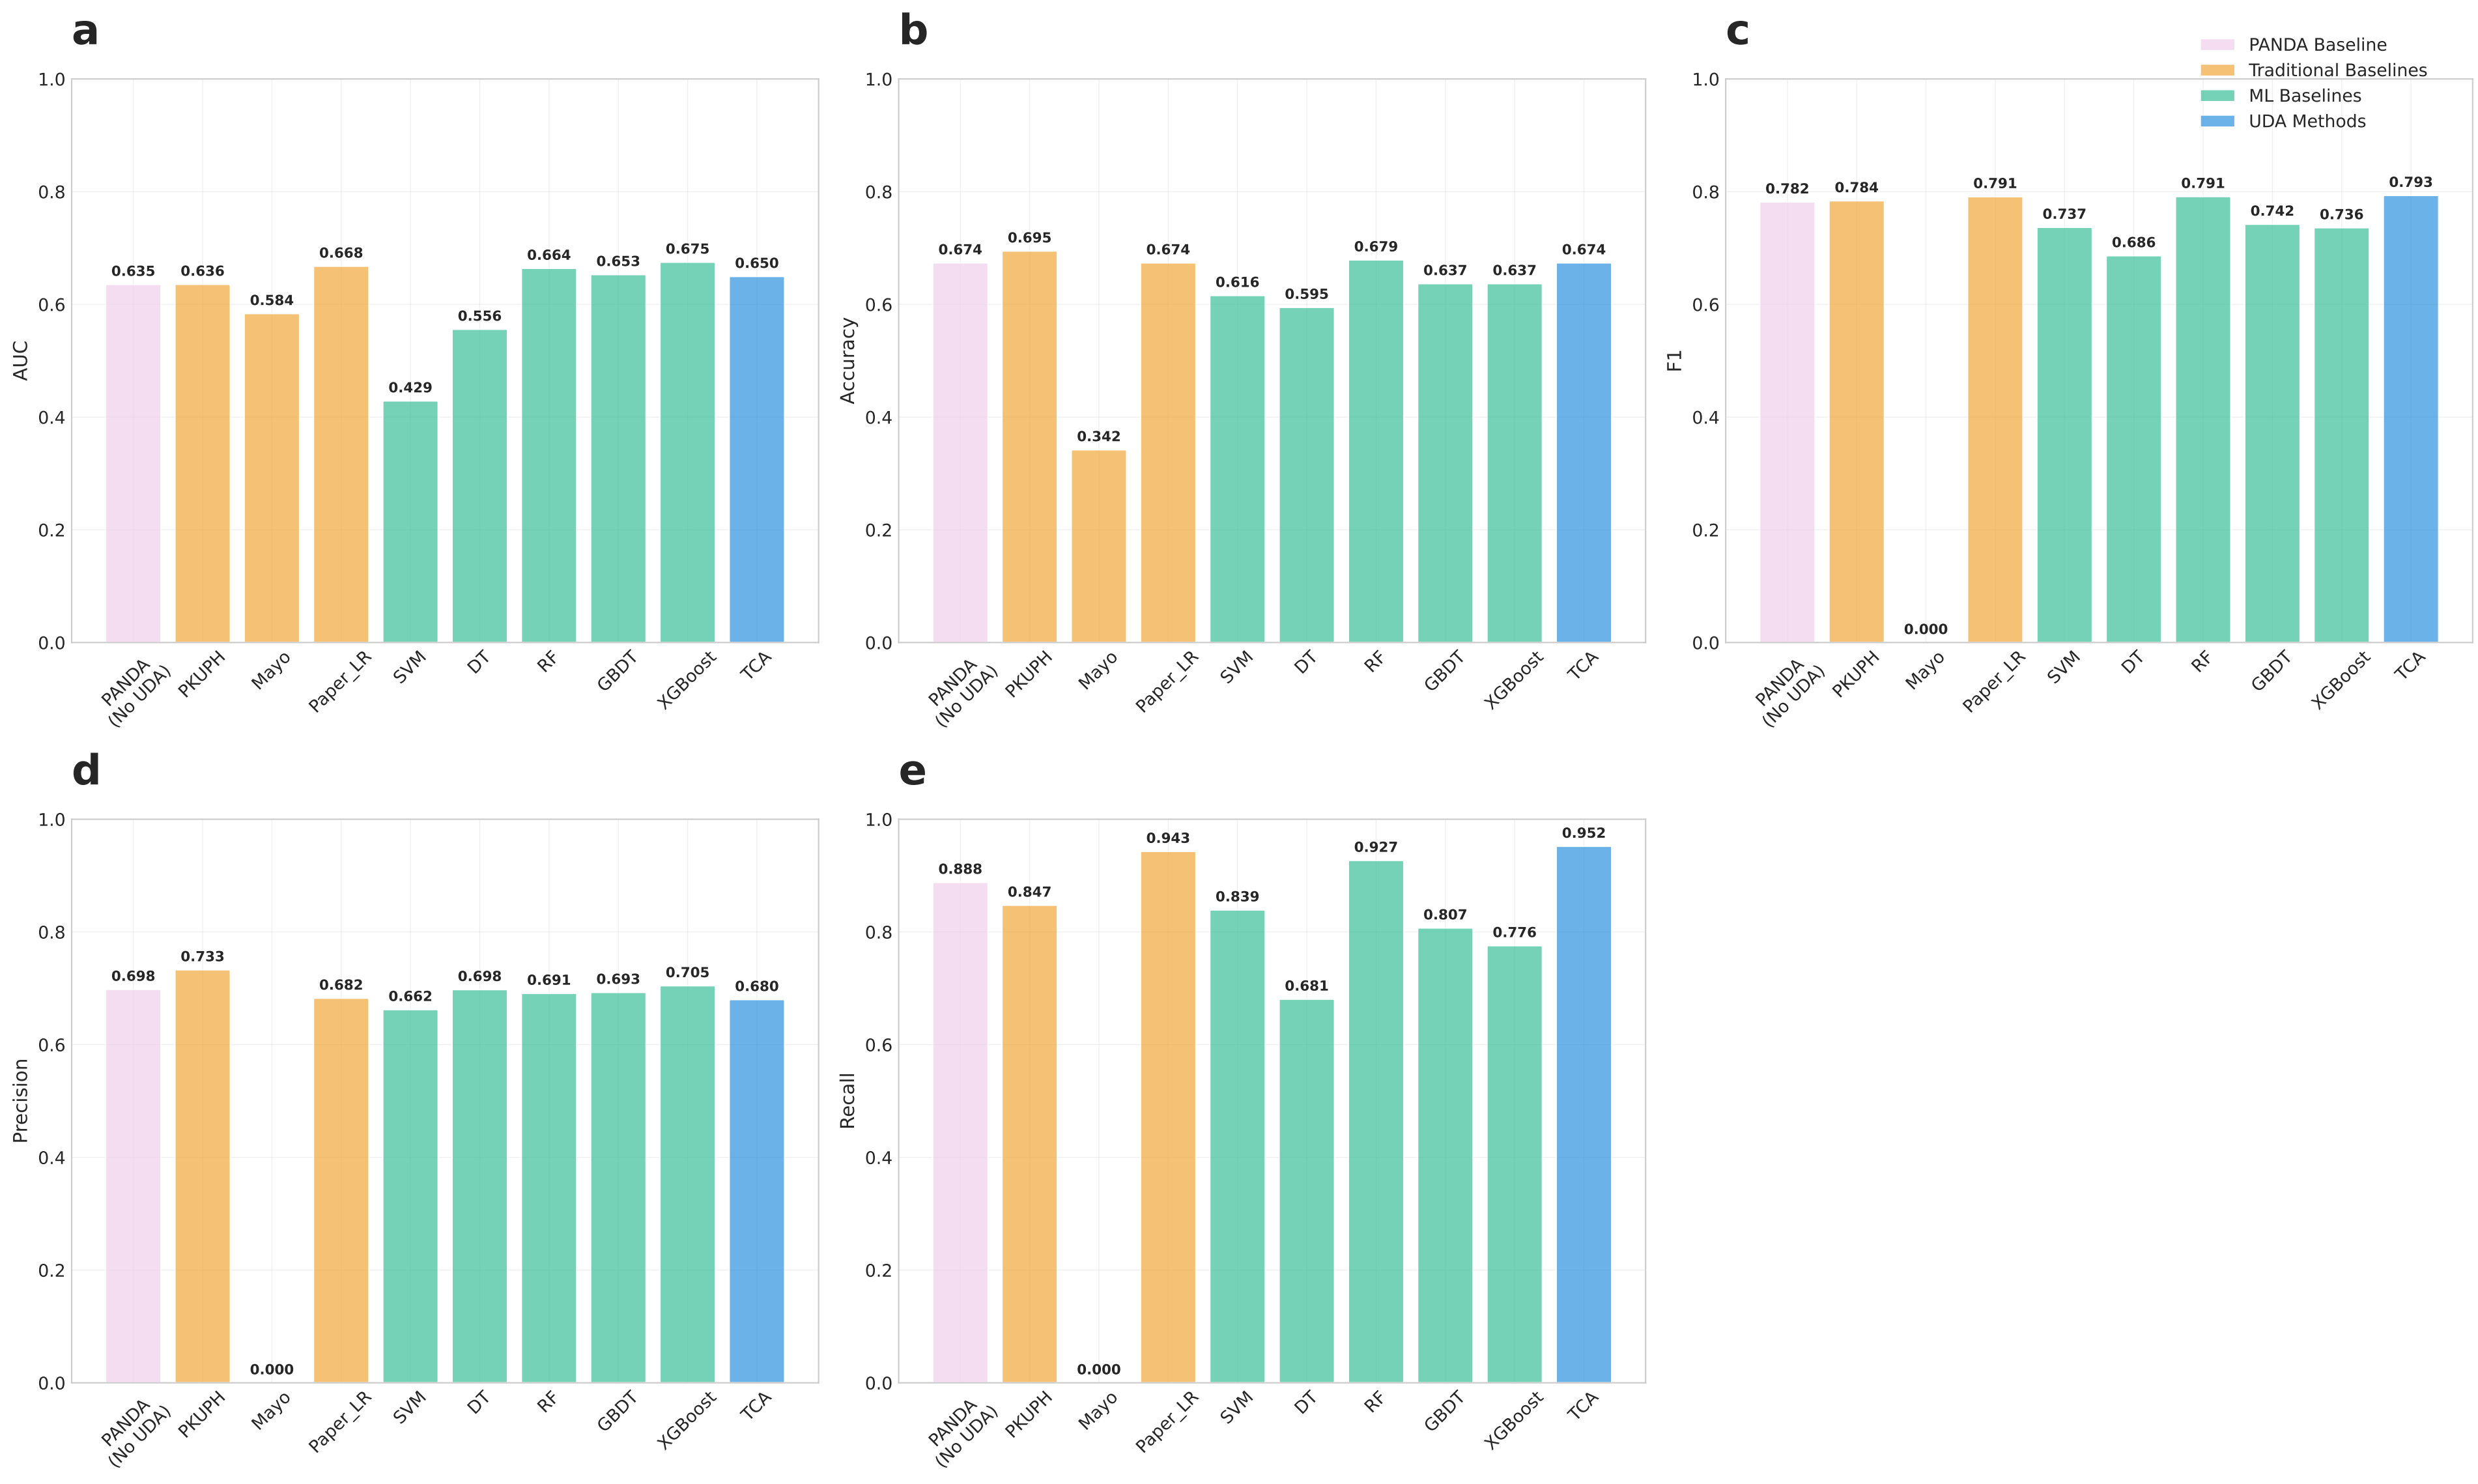 a
1.0
0.8
0.6
0.4
0.2
0.0
AUC
0.635
0.636
0.584
0.668
0.429
0.556
0.664
0.653
0.675
0.650
PANDA
(No UDA)
PKUPH
Mayo
Paper_LR
SVM
DT
RF
GBDT
XGBoost
TCA
b
1.0
0.8
0.6
0.4
0.2
0.0
Accuracy
0.674
0.695
0.342
0.674
0.616
0.595
0.679
0.637
0.637
0.674
PANDA
(No UDA)
PKUPH
Mayo
Paper_LR
SVM
DT
RF
GBDT
XGBoost
TCA
c
PANDA Baseline
Traditional Baselines
ML Baselines
UDA Methods
1.0
0.8
0.6
0.4
0.2
0.0
F1
0.782
0.784
0.000
0.791
0.737
0.686
0.791
0.742
0.736
0.793
PANDA
(No UDA)
PKUPH
Mayo
Paper_LR
SVM
DT
RF
GBDT
XGBoost
TCA
d
1.0
0.8
0.6
0.4
0.2
0.0
Precision
0.698
0.733
0.000
0.682
0.662
0.698
0.691
0.693
0.705
0.680
PANDA
(No UDA)
PKUPH
Mayo
Paper_LR
SVM
DT
RF
GBDT
XGBoost
TCA
e
1.0
0.8
0.6
0.4
0.2
0.0
Recall
0.888
0.847
0.000
0.943
0.839
0.681
0.927
0.807
0.776
0.952
PANDA
(No UDA)
PKUPH
Mayo
Paper_LR
SVM
DT
RF
GBDT
XGBoost
TCA